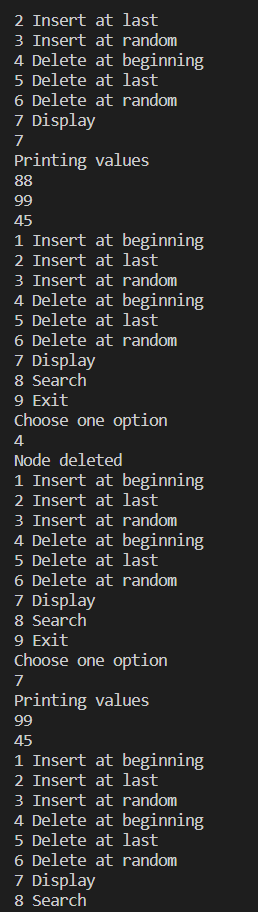 2 Insert at last
3 Insert at random
4 Delete at beginning
5 Delete at last
6 Delete at random
7 Display
7
Printing values
88
99
45
1 Insert at beginning
2 Insert at last
3 Insert at random
4 Delete at beginning
5 Delete at last
6 Delete at random
7 Display
8 Search
9 Exit
Choose one option
4
Node deleted
1 Insert at beginning
2 Insert at last
3 Insert at random
4 Delete at beginning
5 Delete at last
6 Delete at random
7 Display
8 Search
9 Exit
Choose one option
7
Printing values
99
45
1 Insert at beginning
2 Insert at last
3 Insert at random
4 Delete at beginning
5 Delete at last
6 Delete at random
7 Display
8 Search